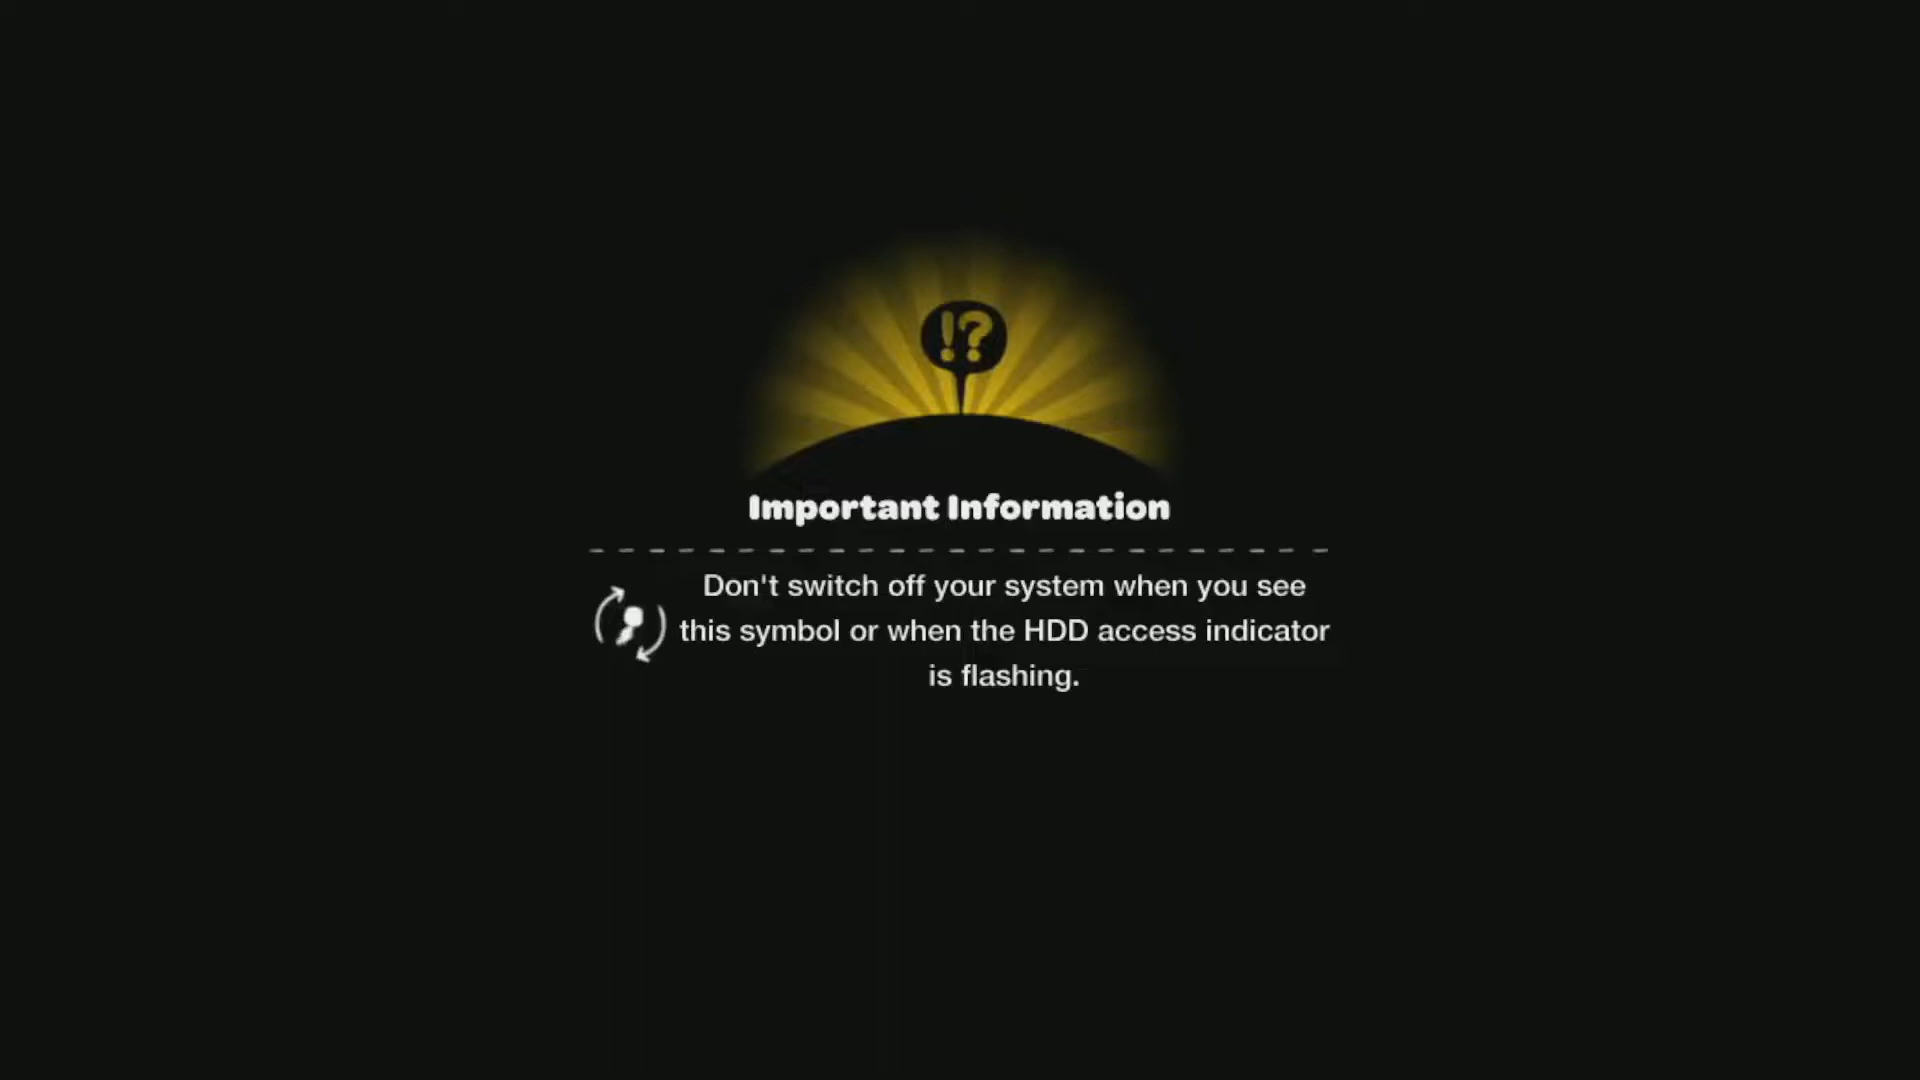 !?
Important Information
Don't switch off your system when you see
this symbol or when the HDD access indicator
is flashing.